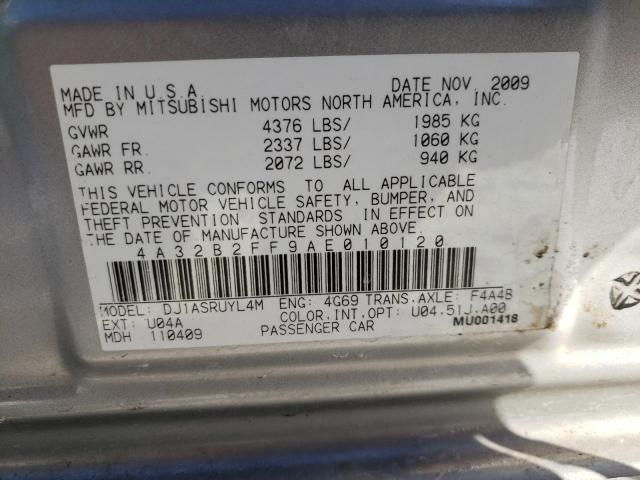 MADE IN U.S.A. DATE NOV. 2009
MFD BY MITSUBISHI MOTORS NORTH AMERICA, INC.
GVWR 4376 LBS/ 1985 KG
GAWR FR. 2337 LBS/ 1060 KG
GAWR RR. 2072 LBS/ 940 KG
THIS VEHICLE CONFORMS TO ALL APPLICABLE
FEDERAL MOTOR VEHICLE SAFETY, BUMPER, AND
THEFT PREVENTION STANDARDS IN EFFECT ON
THE DATE OF MANUFACTURE SHOWN ABOVE.
4A32B2FF9AE010120
MODEL: DJ1ASRUYL4M ENG: 4G69 TRANS.AXLE: F4A4B
EXT: U04A COLOR.INT.OPT: U04.51J.A00
MDH 110409 PASSENGER CAR MU001418